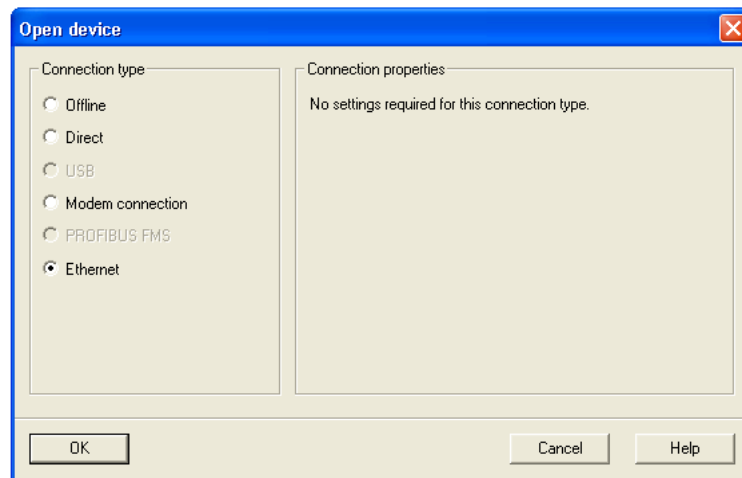 Open device
Connection type
Offline
Direct
USB
Modem connection
PROFIBUS FMS
Ethernet
Connection properties
No settings required for this connection type.
OK
Cancel
Help